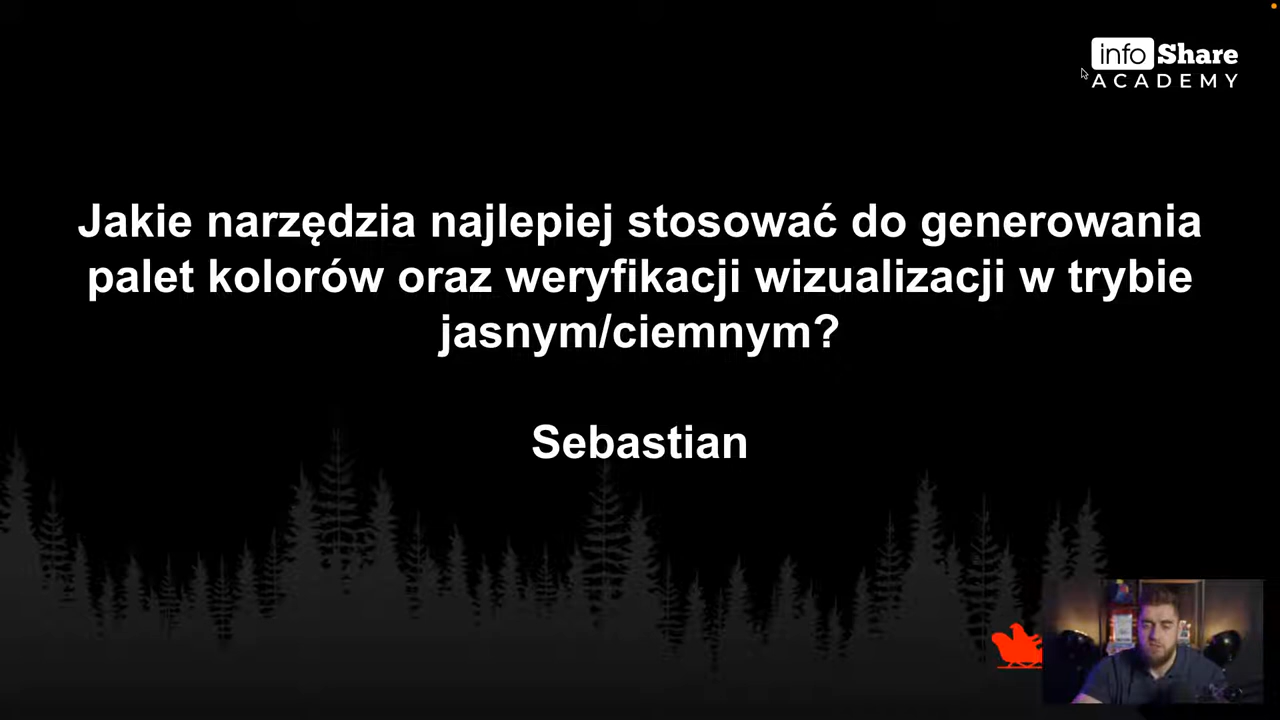 info Share
ACADEMY
Jakie narzędzia najlepiej stosować do generowania
palet kolorów oraz weryfikacji wizualizacji w trybie
jasnym/ciemnym?
Sebastian